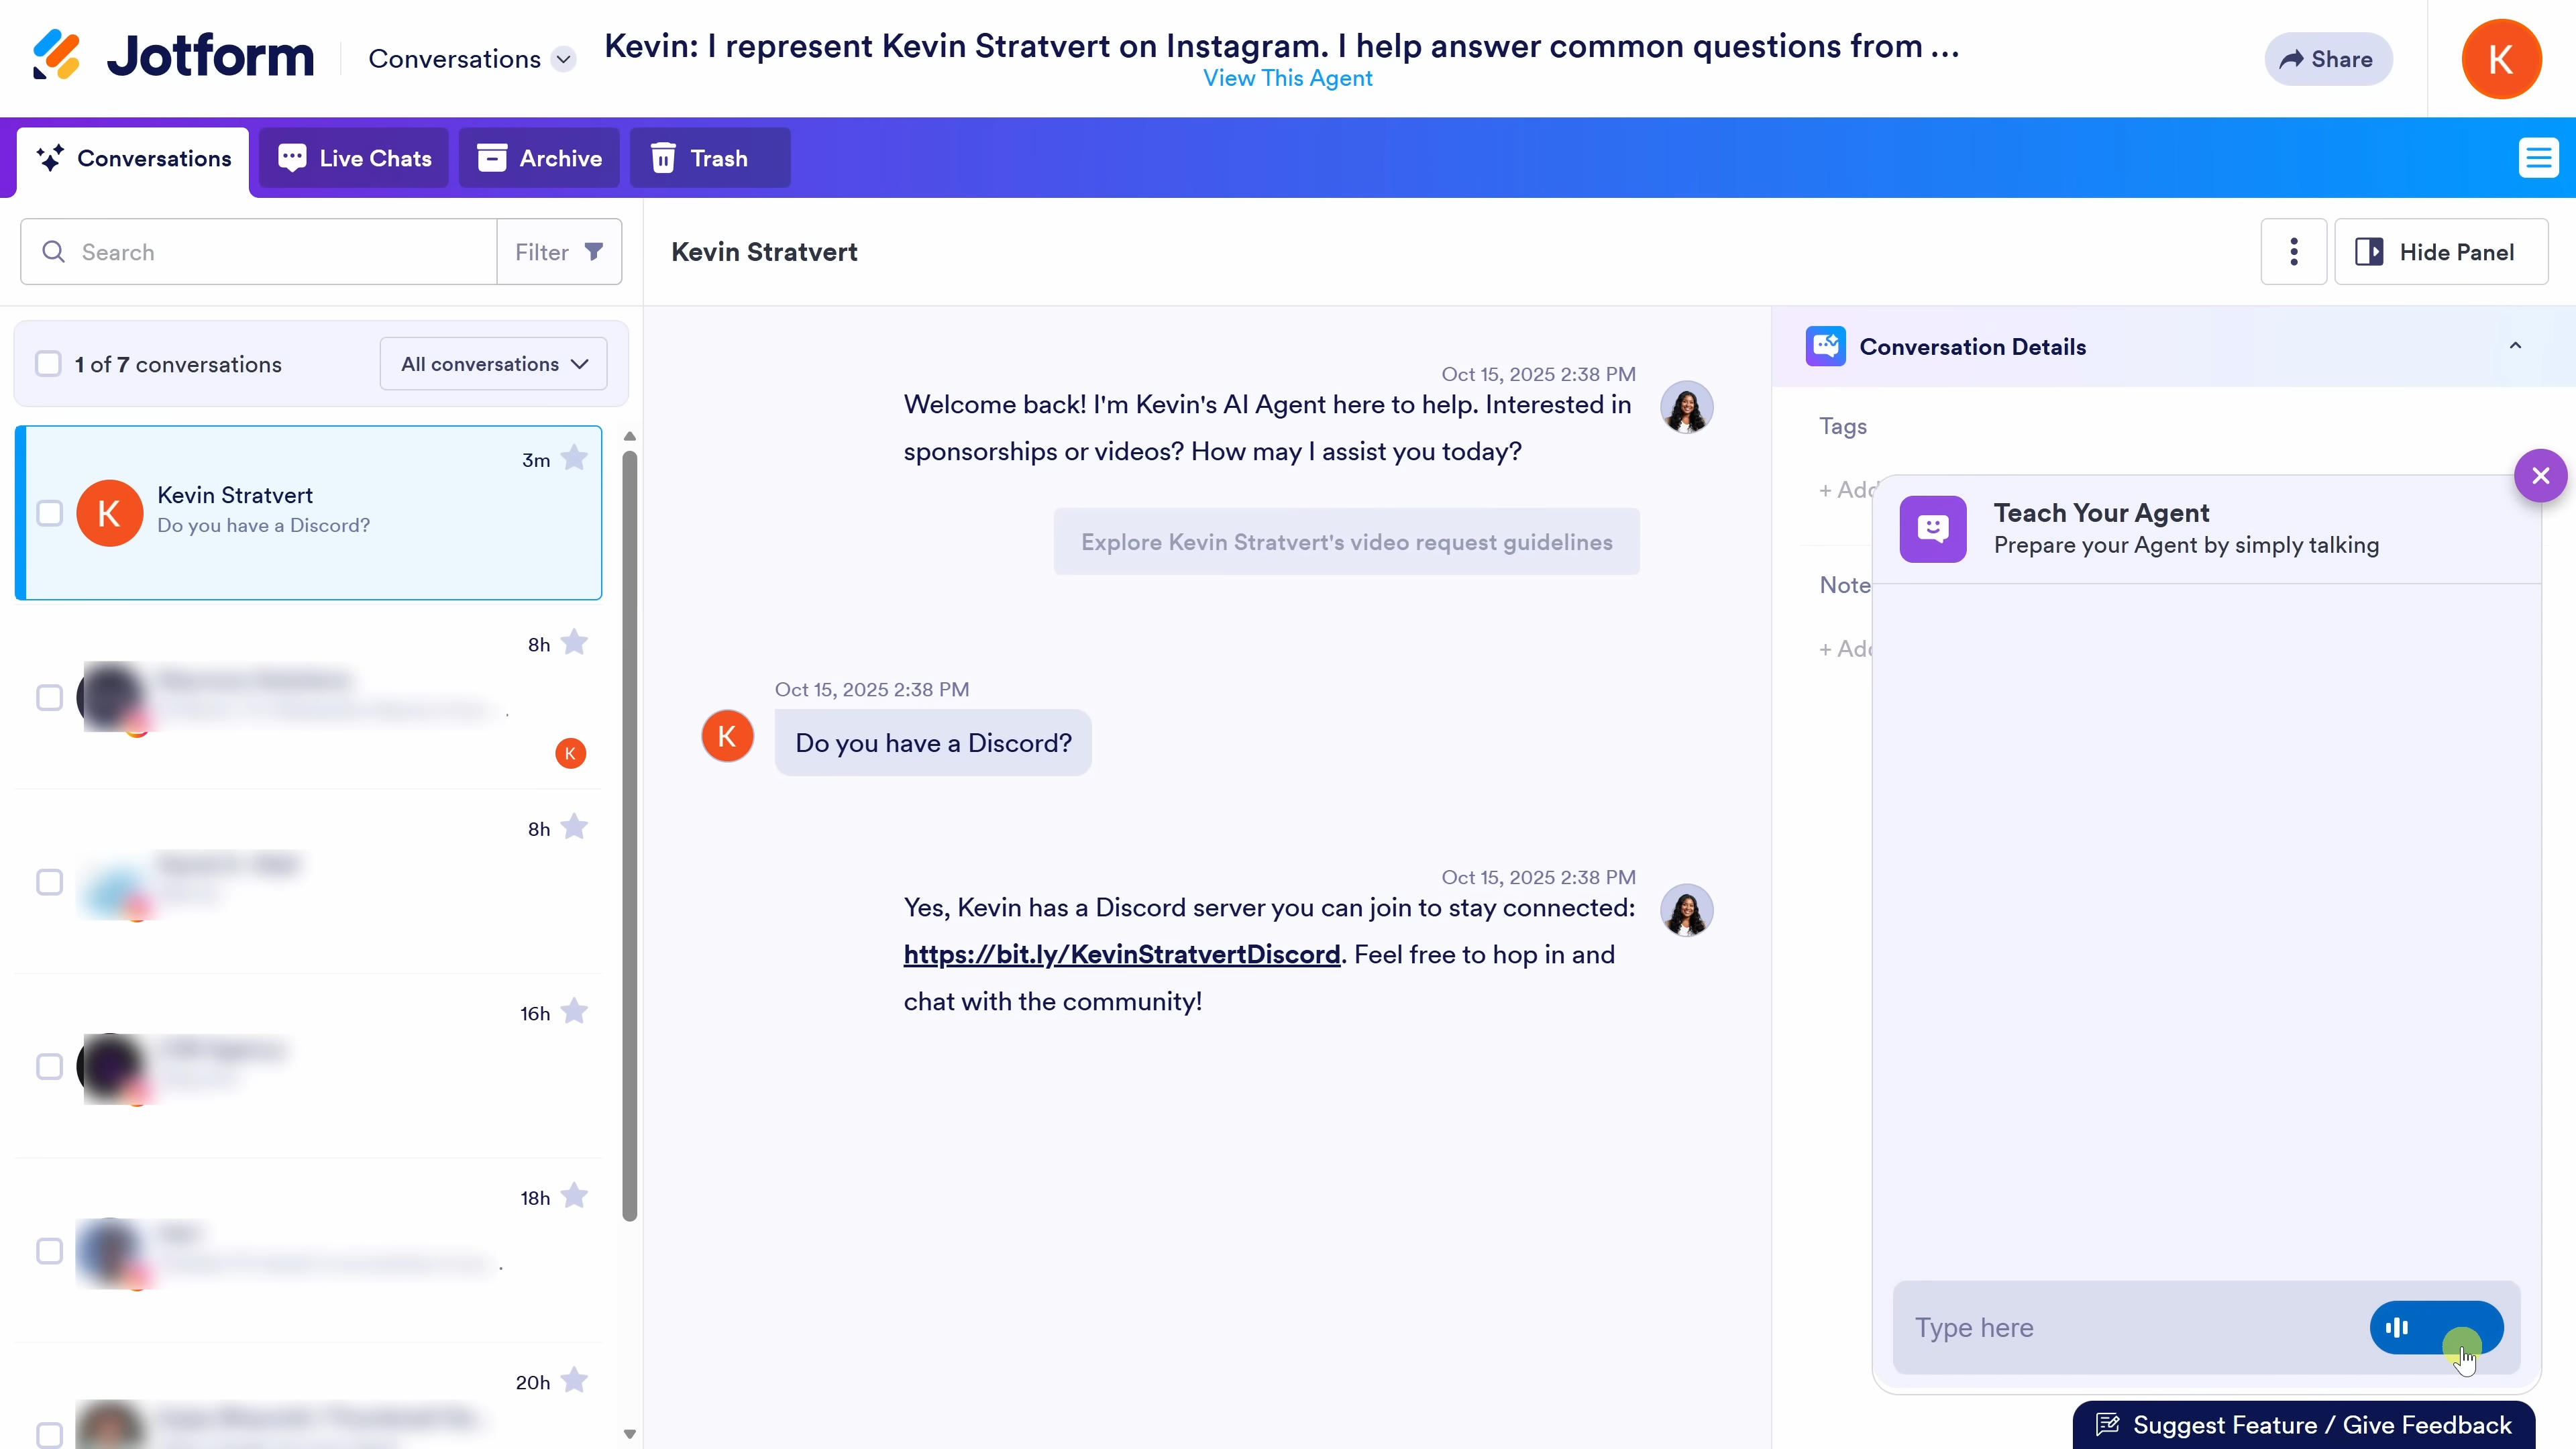 Jotform
Conversations
Kevin: I represent Kevin Stratvert on Instagram. I help answer common questions from ...
View This Agent
Share
K
Conversations
Live Chats
Archive
Trash
Search
Filter
Kevin Stratvert
Hide Panel
1 of 7 conversations
All conversations
3m
K
Kevin Stratvert
Do you have a Discord?
8h
K
8h
16h
18h
20h
Oct 15, 2025 2:38 PM
Welcome back! I'm Kevin's AI Agent here to help. Interested in
sponsorships or videos? How may I assist you today?
Explore Kevin Stratvert's video request guidelines
Oct 15, 2025 2:38 PM
K
Do you have a Discord?
Oct 15, 2025 2:38 PM
Yes, Kevin has a Discord server you can join to stay connected:
https://bit.ly/KevinStratvertDiscord. Feel free to hop in and
chat with the community!
Conversation Details
Tags
+ Add
Note
+ Add
Teach Your Agent
Prepare your Agent by simply talking
Type here
Suggest Feature / Give Feedback